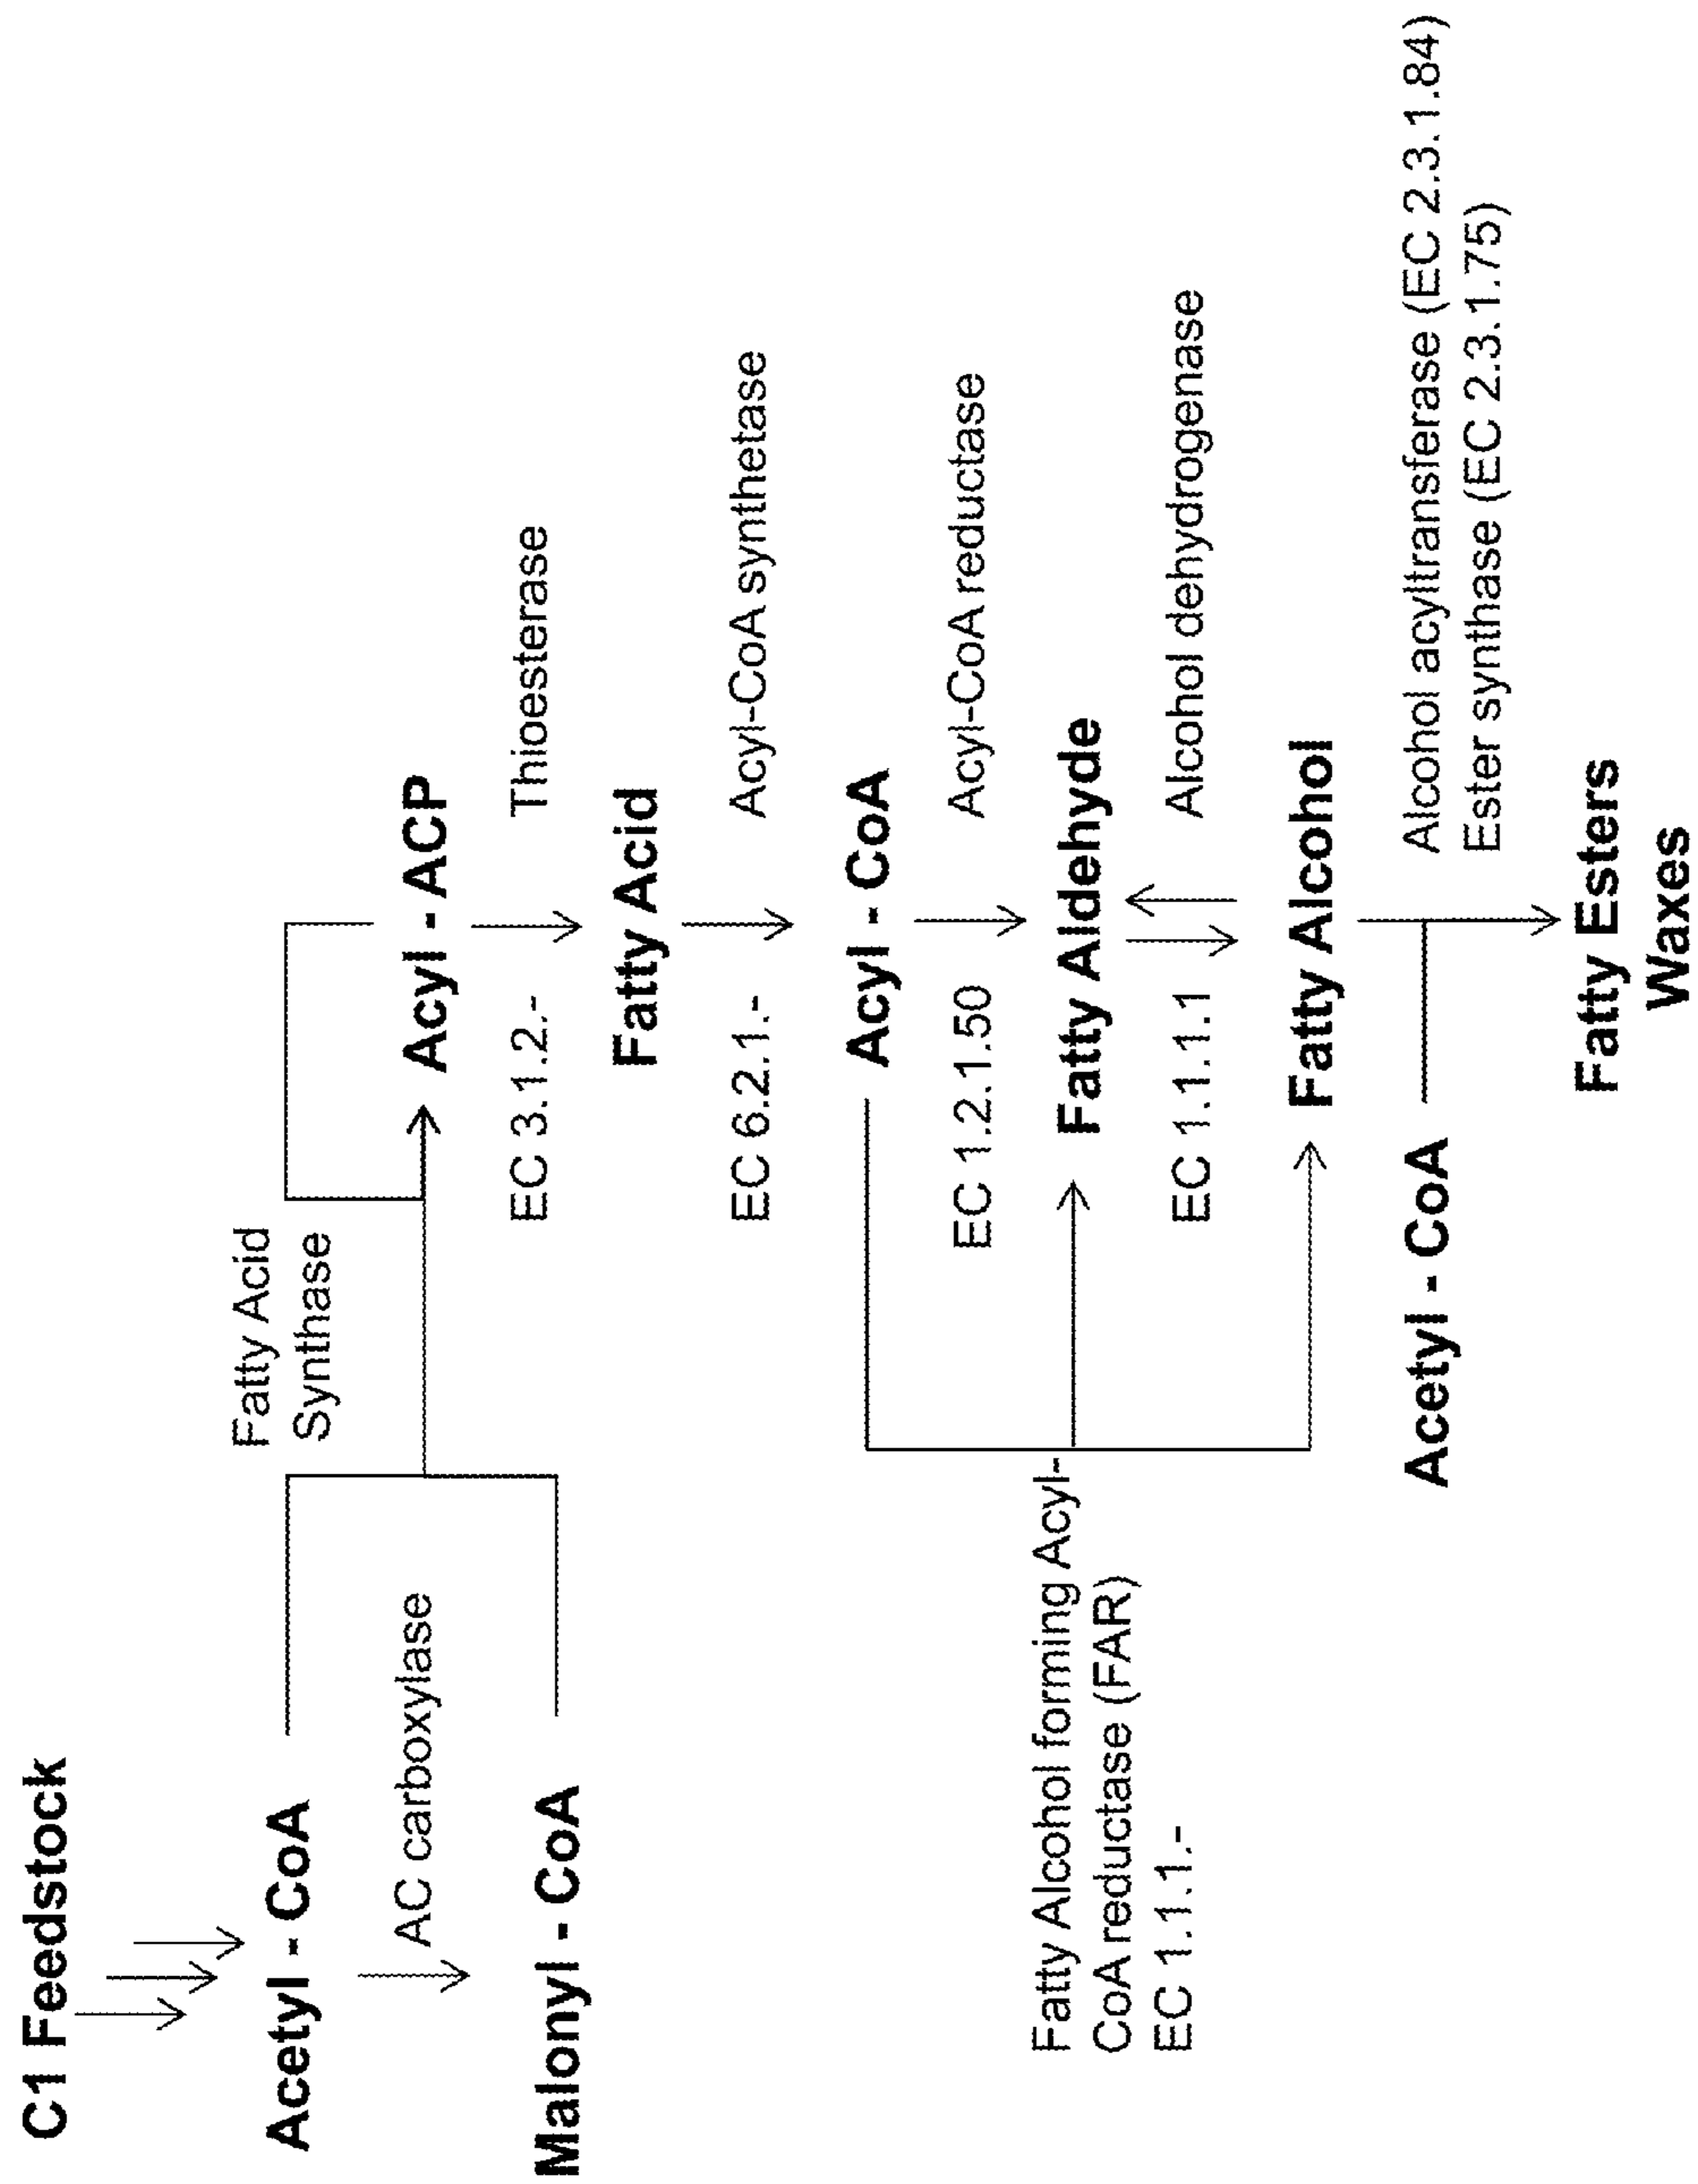 C1 Feedstock
Acetyl - CoA
AC carboxylase
Malonyl - CoA
Fatty Acid
Synthase
Acyl - ACP
EC 3.1.2.-
Thioesterase
Fatty Acid
EC 6.2.1.-
Acyl-CoA synthetase
Acyl - CoA
EC 1.2.1.50
Acyl-CoA reductase
Fatty Alcohol forming Acyl-
CoA reductase (FAR)
EC 1.1.1.-
Fatty Aldehyde
EC 1.1.1.1
Alcohol dehydrogenase
Fatty Alcohol
Acetyl - CoA
Alcohol acyltransferase (EC 2.3.1.84)
Ester synthase (EC 2.3.1.75)
Fatty Esters
Waxes